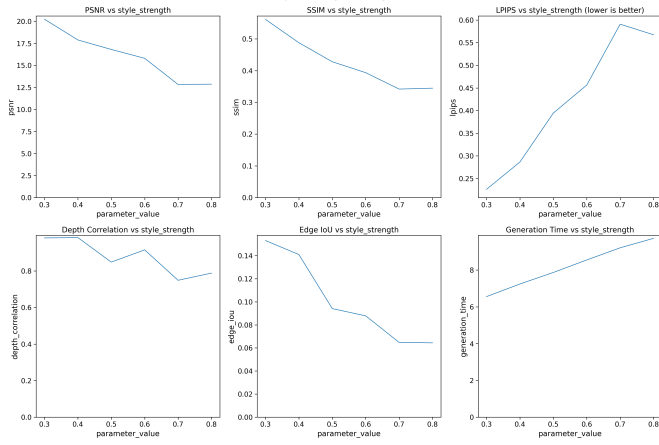 PSNR vs style_strength
20.0
17.5
15.0
12.5
10.0
7.5
5.0
2.5
0.0
psnr
0.3 0.4 0.5 0.6 0.7 0.8
parameter_value
SSIM vs style_strength
0.5
0.4
0.3
0.2
0.1
0.0
ssim
0.3 0.4 0.5 0.6 0.7 0.8
parameter_value
LPIPS vs style_strength (lower is better)
0.60
0.55
0.50
0.45
0.40
0.35
0.30
0.25
lpips
0.3 0.4 0.5 0.6 0.7 0.8
parameter_value
Depth Correlation vs style_strength
0.8
0.6
0.4
0.2
0.0
depth_correlation
0.3 0.4 0.5 0.6 0.7 0.8
parameter_value
Edge IoU vs style_strength
0.14
0.12
0.10
0.08
0.06
0.04
0.02
0.00
edge_iou
0.3 0.4 0.5 0.6 0.7 0.8
parameter_value
Generation Time vs style_strength
8
6
4
2
0
generation_time
0.3 0.4 0.5 0.6 0.7 0.8
parameter_value